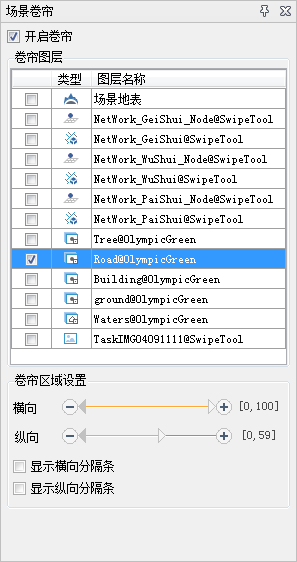 场景卷帘
开启卷帘
卷帘图层
类型 图层名称
场景地表
NetWork_GeiShui_Node@SwipeTool
NetWork_GeiShui@SwipeTool
NetWork_WuShui_Node@SwipeTool
NetWork_WuShui@SwipeTool
NetWork_PaiShui_Node@SwipeTool
NetWork_PaiShui@SwipeTool
Tree@OlympicGreen
Road@OlympicGreen
Building@OlympicGreen
ground@OlympicGreen
Waters@OlympicGreen
TaskIMG04091111@SwipeTool
卷帘区域设置
横向 [0,100]
纵向 [0,59]
显示横向分隔条
显示纵向分隔条